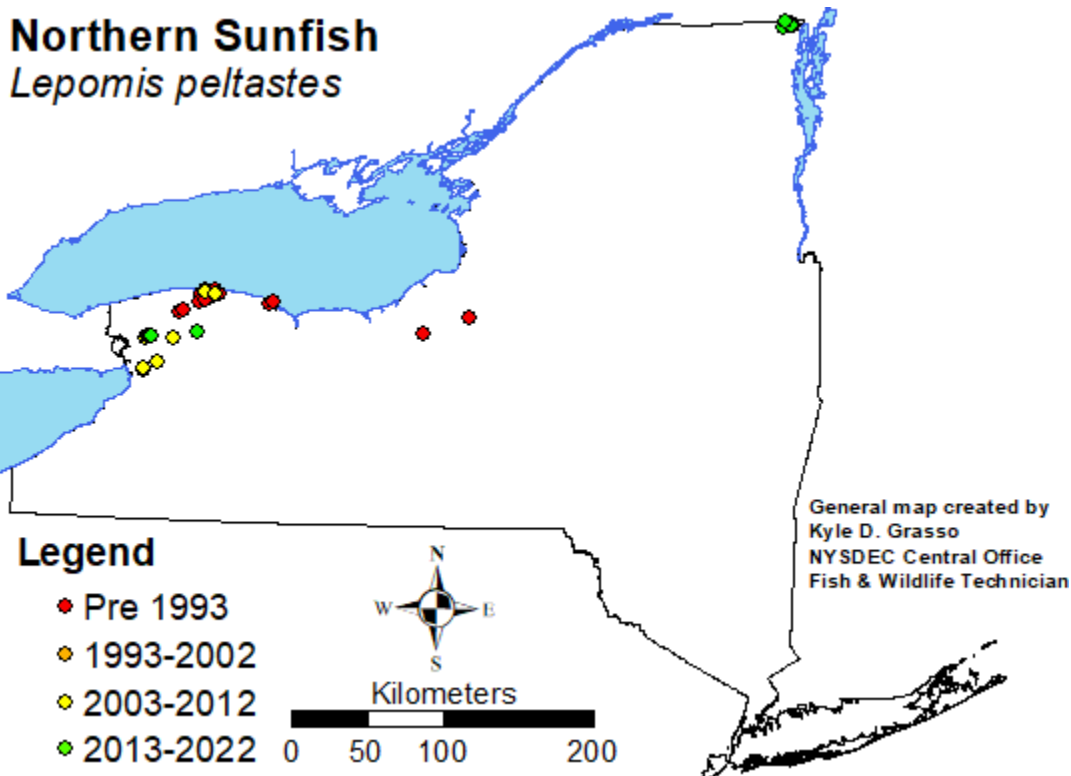 Northern Sunfish
Lepomis peltastes
General map created by
Kyle D. Grasso
NYSDEC Central Office
Fish & Wildlife Technician
Legend
Pre 1993
1993-2002
2003-2012
2013-2022
N
W E
S
Kilometers
0 50 100 200